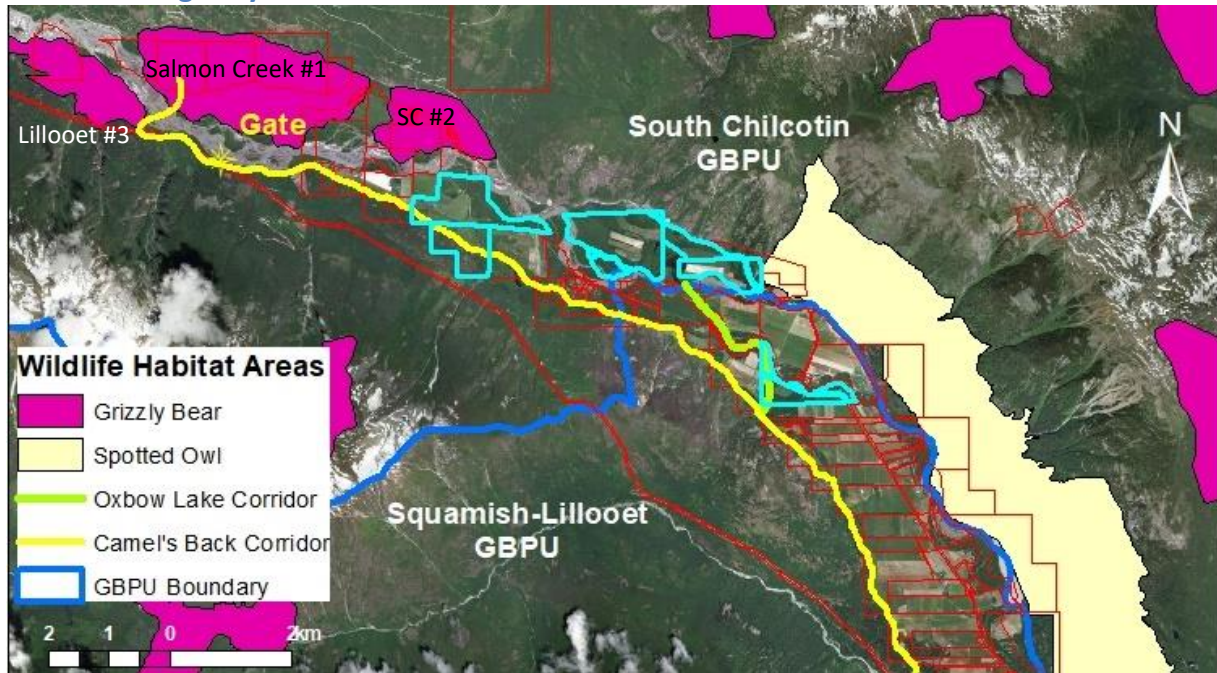 Salmon Creek #1
Lillooet #3
Gate
SC #2
South Chilcotin
GBPU
N
Wildlife Habitat Areas
Grizzly Bear
Spotted Owl
Oxbow Lake Corridor
Camel's Back Corridor
GBPU Boundary
2 1 0 2km
Squamish-Lillooet
GBPU